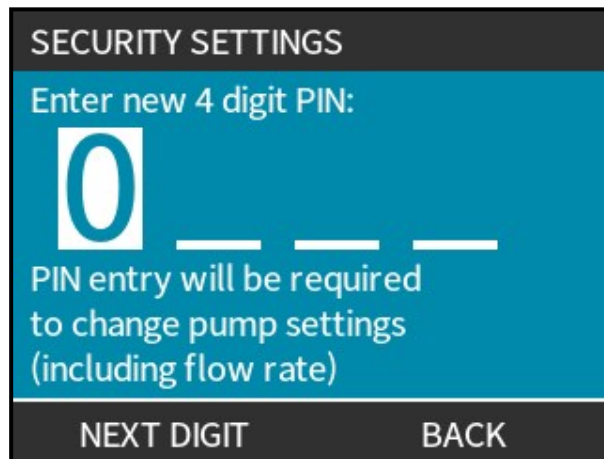 SECURITY SETTINGS
Enter new 4 digit PIN:
0 _ _ _
PIN entry will be required
to change pump settings
(including flow rate)
NEXT DIGIT BACK